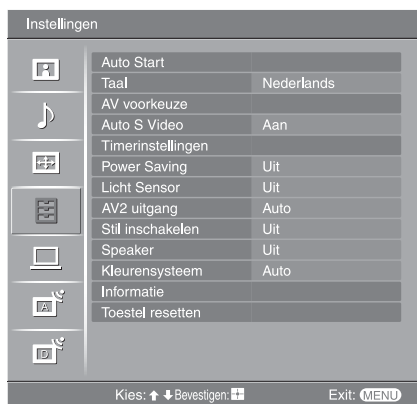 Instellingen
Auto Start
Taal Nederlands
AV voorkeuze
Auto S Video Aan
Timerinstellingen
Power Saving Uit
Licht Sensor Uit
AV2 uitgang Auto
Stil inschakelen Uit
Speaker Uit
Kleurensysteem Auto
Informatie
A
Toestel resetten
D
Kies: ↑ ↓ Bevestigen: Exit: MENU